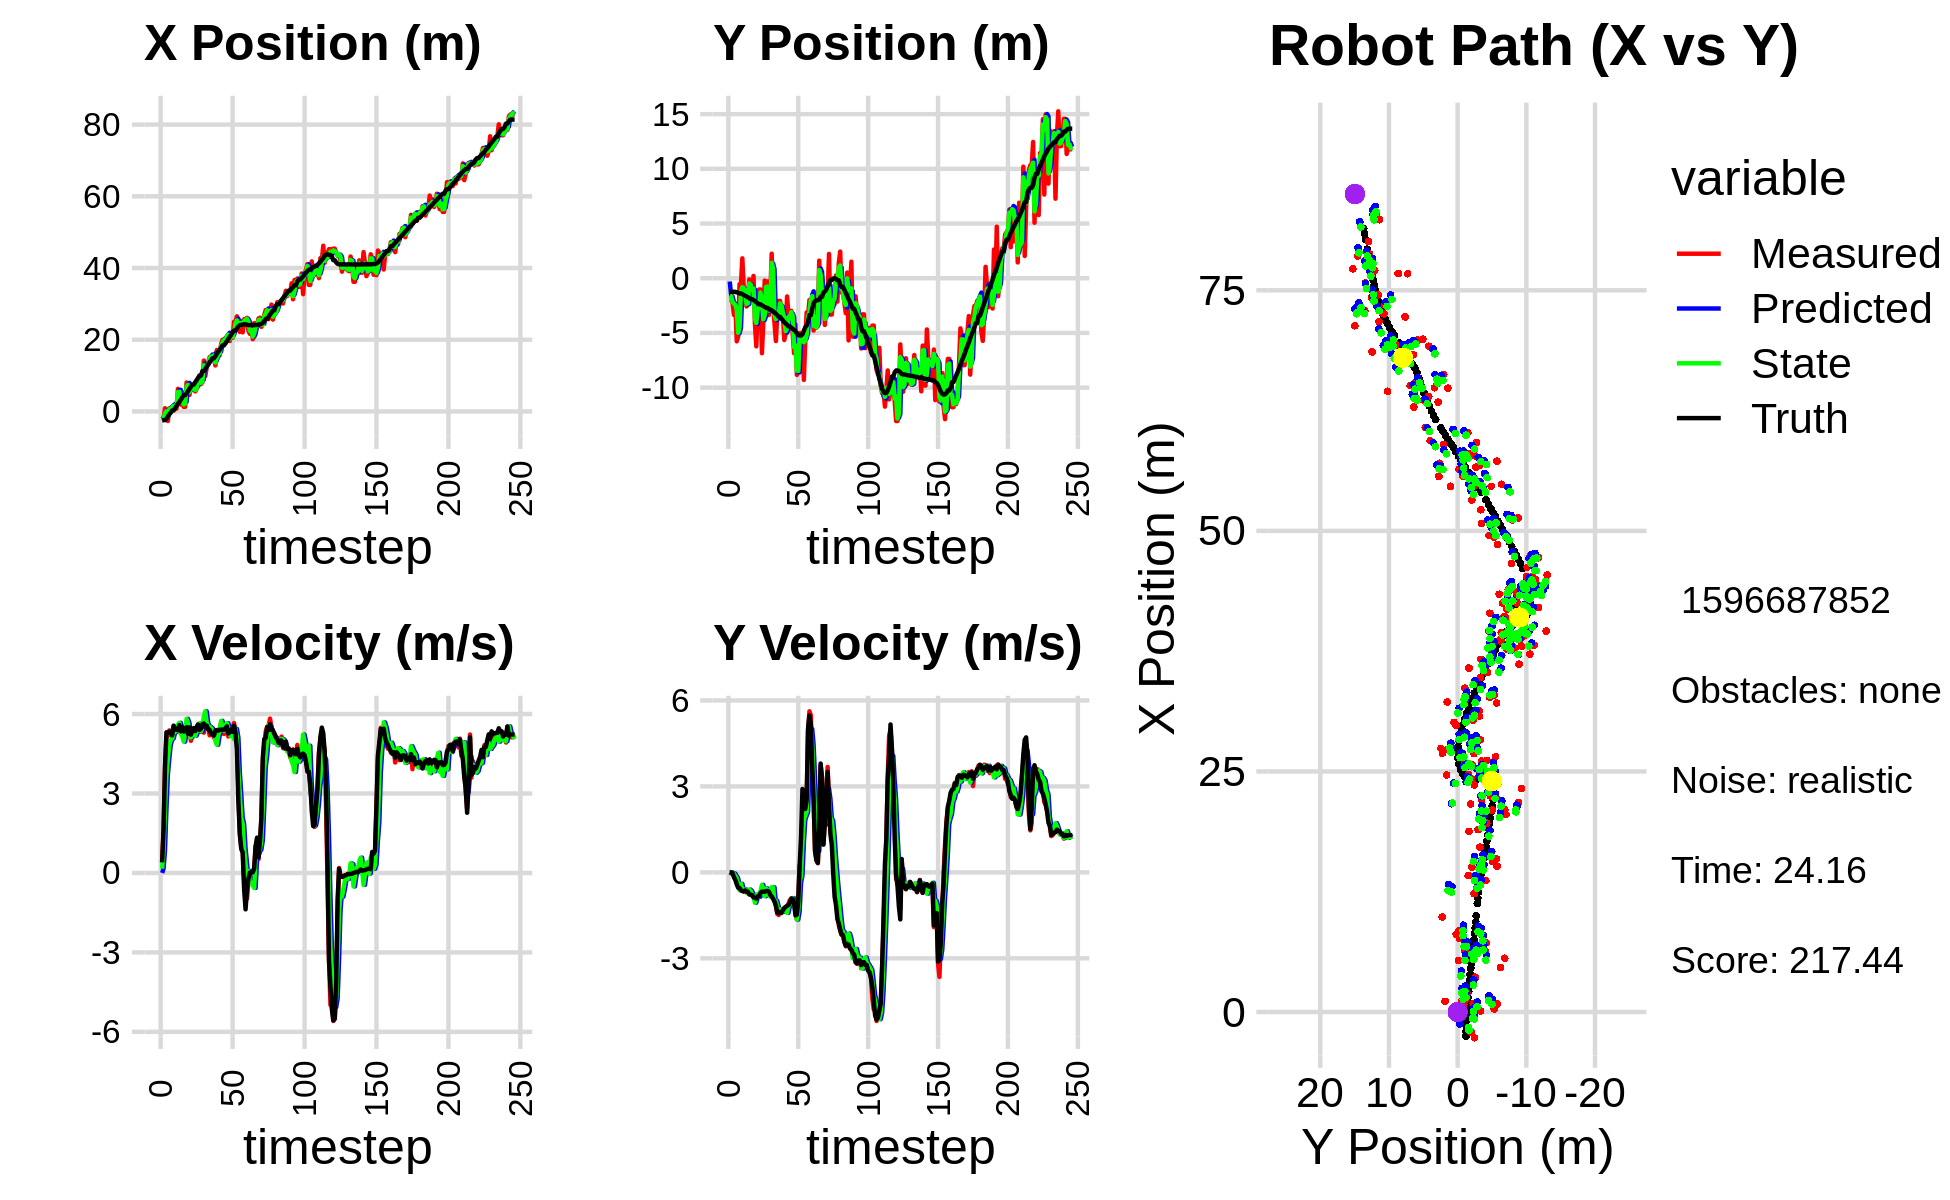 X Position (m)
80
60
40
20
0
0
50
100
150
200
250
timestep
Y Position (m)
15
10
5
0
-5
-10
0
50
100
150
200
250
timestep
X Velocity (m/s)
6
3
0
-3
-6
0
50
100
150
200
250
timestep
Y Velocity (m/s)
6
3
0
-3
0
50
100
150
200
250
timestep
Robot Path (X vs Y)
X Position (m)
75
50
25
0
20 10 0 -10 -20
Y Position (m)
variable
Measured
Predicted
State
Truth
1596687852
Obstacles: none
Noise: realistic
Time: 24.16
Score: 217.44